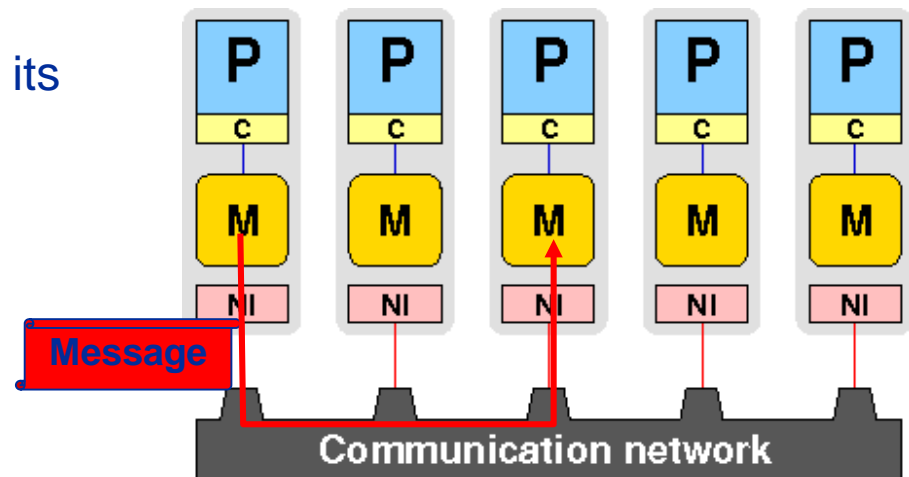 its
P P P P P
C C C C C
M M M M M
NI NI NI NI NI
Message
Communication network